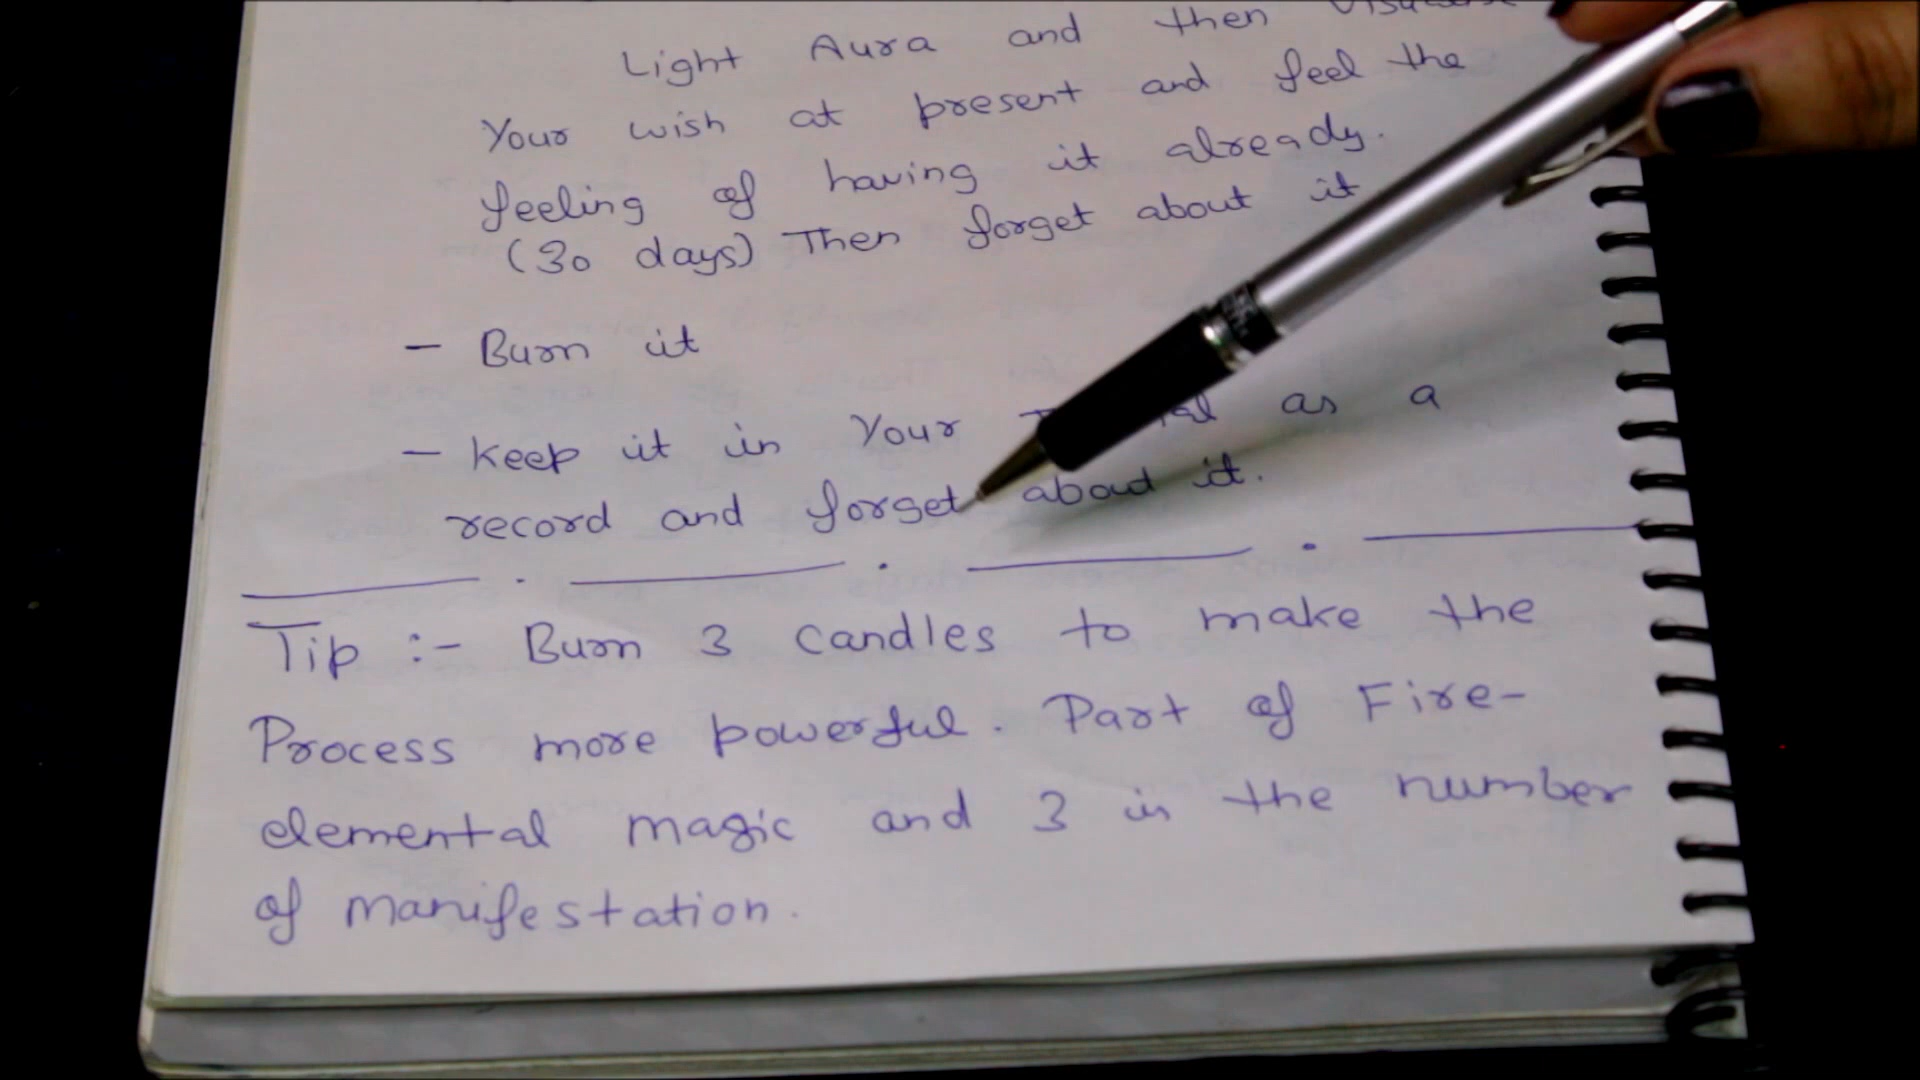 Light Aura and then
Your wish at present and feel the
feeling of having it already.
(30 days) Then forget about it
- Burn it
- Keep it in Your as a
record and forget about it.
Tip :- Burn 3 candles to make the
Process more powerful. Part of Fire-
elemental magic and 3 is the number
of manifestation.